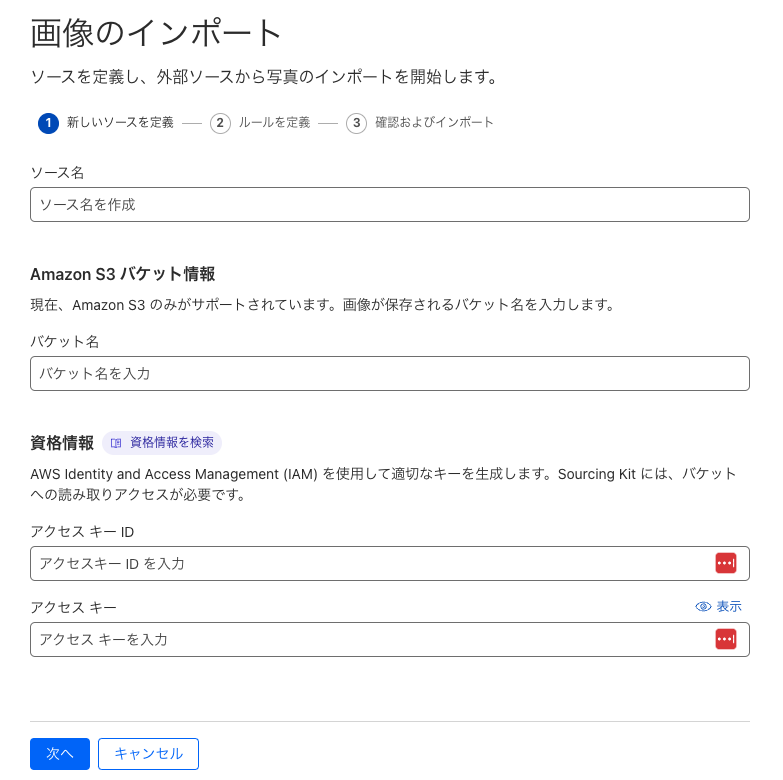 画像のインポート
ソースを定義し、外部ソースから写真のインポートを開始します。
1 新しいソースを定義 2 ルールを定義 3 確認およびインポート
ソース名
ソース名を作成
Amazon S3 バケット情報
現在、Amazon S3 のみがサポートされています。画像が保存されるバケット名を入力します。
バケット名
バケット名を入力
資格情報 資格情報を検索
AWS Identity and Access Management (IAM) を使用して適切なキーを生成します。Sourcing Kit には、バケット
への読み取りアクセスが必要です。
アクセス キー ID
アクセスキー ID を入力
アクセス キー 表示
アクセス キーを入力
次へ キャンセル